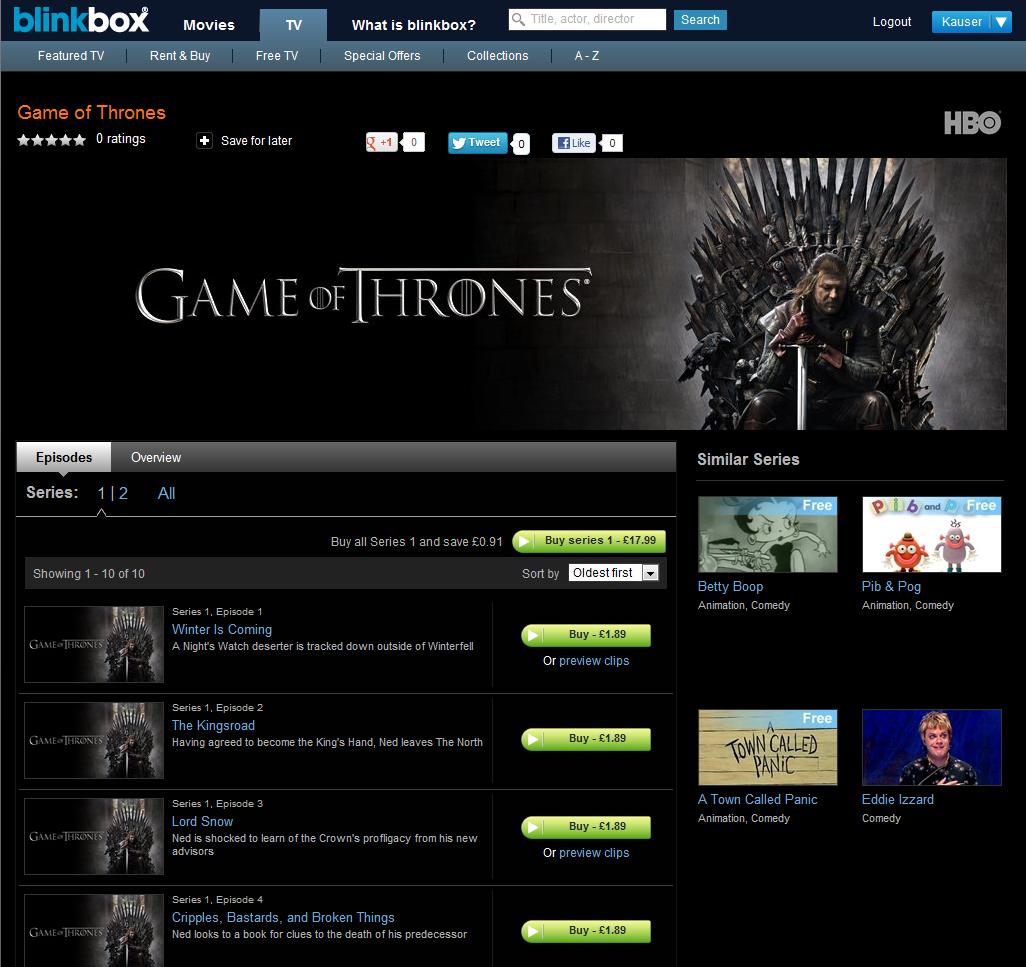 blinkbox®
Movies
TV
What is blinkbox?
Title, actor, director
Search
Logout
Kauser
Featured TV
Rent & Buy
Free TV
Special Offers
Collections
A - Z
Game of Thrones
0 ratings
Save for later
g +1
0
Tweet
0
f Like
0
HBO
GAME OF THRONES®
Episodes
Overview
Series: 1 | 2 All
Buy all Series 1 and save £0.91
Buy series 1 - £17.99
Showing 1 - 10 of 10
Sort by
Oldest first
GAME OF THRONES
Series 1, Episode 1
Winter Is Coming
A Night's Watch deserter is tracked down outside of Winterfell
Buy - £1.89
Or preview clips
GAME OF THRONES
Series 1, Episode 2
The Kingsroad
Having agreed to become the King's Hand, Ned leaves The North
Buy - £1.89
GAME OF THRONES
Series 1, Episode 3
Lord Snow
Ned is shocked to learn of the Crown's profligacy from his new
advisors
Buy - £1.89
Or preview clips
GAME OF THRONES
Series 1, Episode 4
Cripples, Bastards, and Broken Things
Ned looks to a book for clues to the death of his predecessor
Buy - £1.89
Similar Series
Free
Betty Boop
Animation, Comedy
Pib and P
Free
Pib & Pog
Animation, Comedy
Free
A
TOWN CALLED
PANIC
A Town Called Panic
Animation, Comedy
Eddie Izzard
Comedy